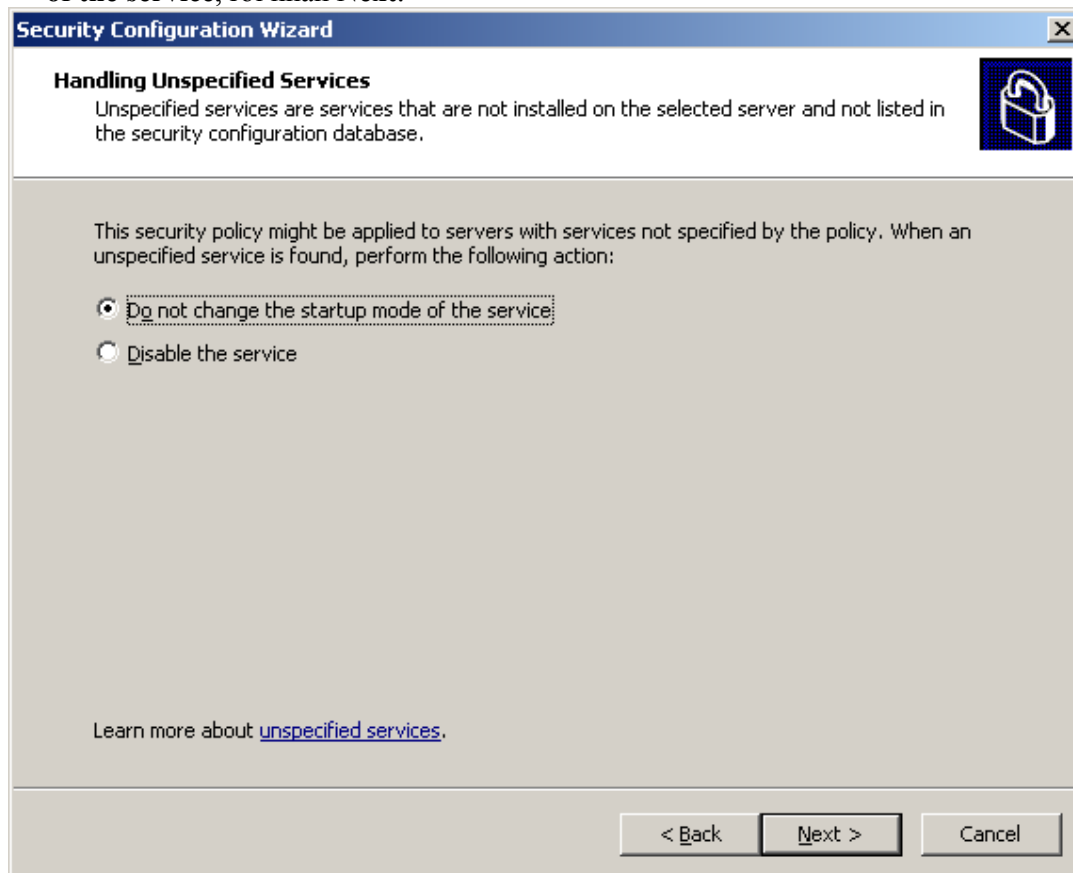 Security Configuration Wizard
Handling Unspecified Services
Unspecified services are services that are not installed on the selected server and not listed in
the security configuration database.
This security policy might be applied to servers with services not specified by the policy. When an
unspecified service is found, perform the following action:
Do not change the startup mode of the service
Disable the service
Learn more about unspecified services.
< Back Next > Cancel